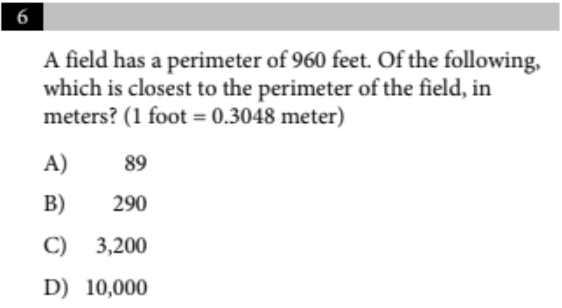 6
A field has a perimeter of 960 feet. Of the following,
which is closest to the perimeter of the field, in
meters? (1 foot = 0.3048 meter)
A) 89
B) 290
C) 3,200
D) 10,000